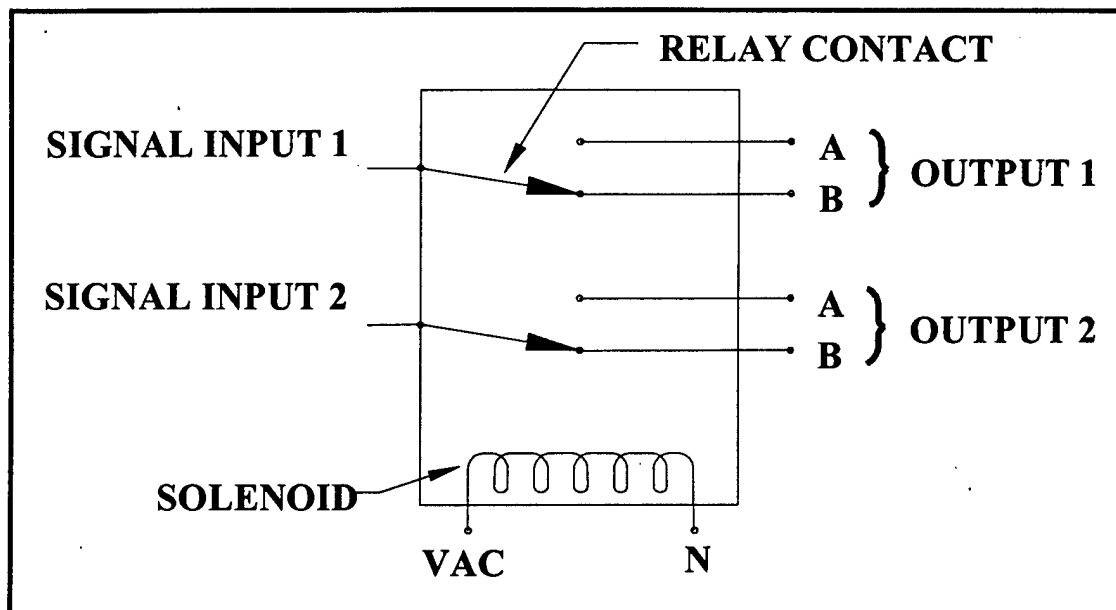 RELAY CONTACT
SIGNAL INPUT 1
A
OUTPUT 1
B
SIGNAL INPUT 2
A
OUTPUT 2
B
SOLENOID
VAC
N